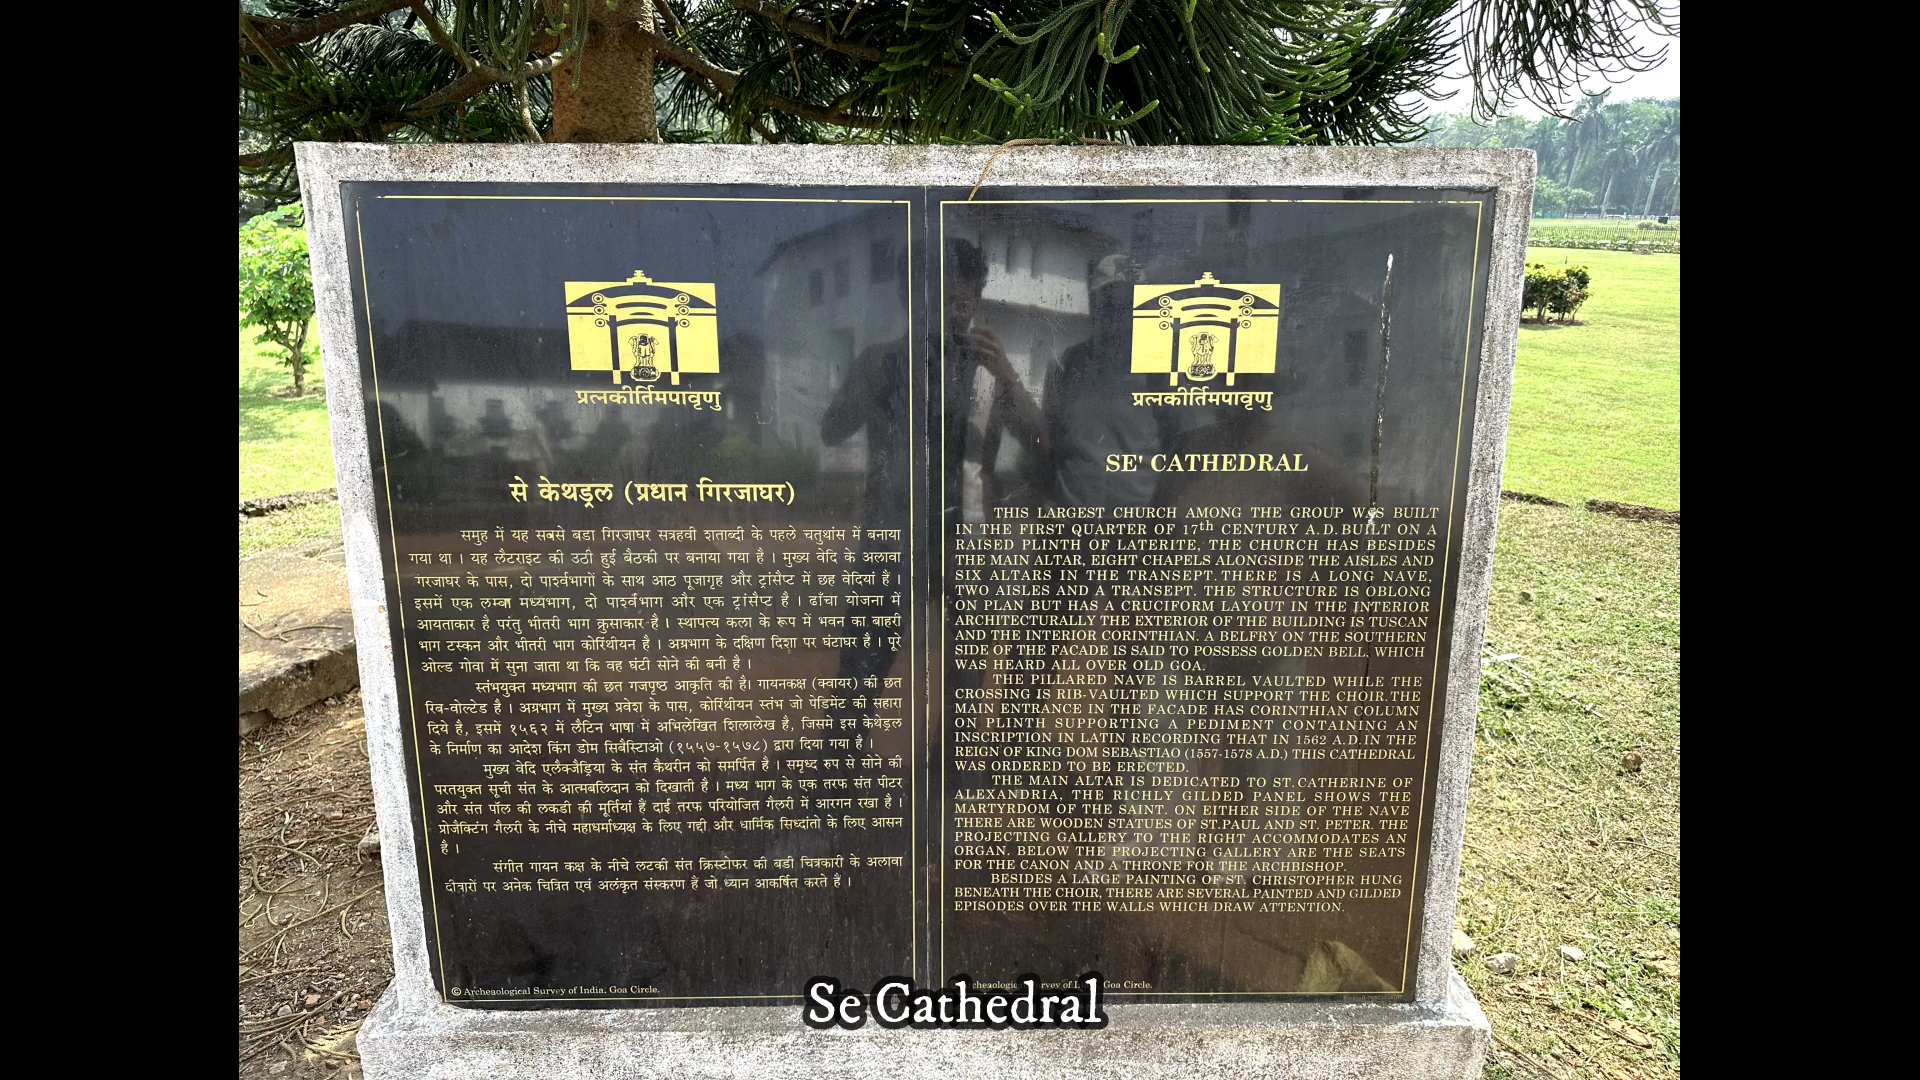 प्रत्नकीर्तिमपावृणु
से केथड्रल (प्रधान गिरजाघर)
समुह में यह सबसे बडा गिरजाघर सत्रहवी शताब्दी के पहले चतुथांस में बनाया
गया था । यह लैटराइट की उठी हुई बैठकी पर बनाया गया है । मुख्य वेदि के अलावा
गरजाघर के पास, दो पार्श्वभागों के साथ आठ पूजागृह और ट्रांसैप्ट में छह वेदियां हैं ।
इसमें एक लम्बा मध्यभाग, दो पार्श्वभाग और एक ट्रांसैप्ट है । ढाँचा योजना में
आयताकार है परंतु भीतरी भाग क्रुसाकार है । स्थापत्य कला के रूप में भवन का बाहरी
भाग टस्कन और भीतरी भाग कोरिंथीयन है । अग्रभाग के दक्षिण दिशा पर घंटाघर है । पूरे
ओल्ड गोवा में सुना जाता था कि वह घंटी सोने की बनी है ।
स्तंभयुक्त मध्यभाग की छत गजपृष्ठ आकृति की है। गायनकक्ष (क्वायर) की छत
रिब-वोल्टेड है । अग्रभाग में मुख्य प्रवेश के पास, कोरिंथीयन स्तंभ जो पेडिमेंट की सहारा
दिये है, इसमें १५६२ में लैटिन भाषा में अभिलेखित शिलालेख है, जिसमे इस केथेड्रल
के निर्माण का आदेश किंग डोम सिबैस्टिओ (१५५७-१५७८) द्वारा दिया गया है ।
मुख्य वेदि एलैक्जैंड्रिया के संत कैथरीन को समर्पित है । समृध्द रुप से सोने की
परतयुक्त सूची संत के आत्मबलिदान को दिखाती है । मध्य भाग के एक तरफ संत पीटर
और संत पॉल की लकडी की मूर्तियां हैं दाई तरफ परियोजित गैलरी में आरगन रखा है ।
प्रोजैक्टिंग गैलरी के नीचे महाधर्माध्यक्ष के लिए गद्दी और धार्मिक सिध्दांतो के लिए आसन
है ।
संगीत गायन कक्ष के नीचे लटकी संत क्रिस्टोफर की बडी चित्रकारी के अलावा
दीवारों पर अनेक चित्रित एवं अलंकृत संस्करण हैं जो ध्यान आकर्षित करते हैं ।
© Archeaological Survey of India, Goa Circle.
प्रत्नकीर्तिमपावृणु
SE' CATHEDRAL
THIS LARGEST CHURCH AMONG THE GROUP WAS BUILT
IN THE FIRST QUARTER OF 17th CENTURY A.D.BUILT ON A
RAISED PLINTH OF LATERITE, THE CHURCH HAS BESIDES
THE MAIN ALTAR, EIGHT CHAPELS ALONGSIDE THE AISLES AND
SIX ALTARS IN THE TRANSEPT.THERE IS A LONG NAVE,
TWO AISLES AND A TRANSEPT. THE STRUCTURE IS OBLONG
ON PLAN BUT HAS A CRUCIFORM LAYOUT IN THE INTERIOR
ARCHITECTURALLY THE EXTERIOR OF THE BUILDING IS TUSCAN
AND THE INTERIOR CORINTHIAN. A BELFRY ON THE SOUTHERN
SIDE OF THE FACADE IS SAID TO POSSESS GOLDEN BELL, WHICH
WAS HEARD ALL OVER OLD GOA.
THE PILLARED NAVE IS BARREL VAULTED WHILE THE
CROSSING IS RIB-VAULTED WHICH SUPPORT THE CHOIR.THE
MAIN ENTRANCE IN THE FACADE HAS CORINTHIAN COLUMN
ON PLINTH SUPPORTING A PEDIMENT CONTAINING AN
INSCRIPTION IN LATIN RECORDING THAT IN 1562 A.D.IN THE
REIGN OF KING DOM SEBASTIAO (1557-1578 A.D.) THIS CATHEDRAL
WAS ORDERED TO BE ERECTED.
THE MAIN ALTAR IS DEDICATED TO ST.CATHERINE OF
ALEXANDRIA, THE RICHLY GILDED PANEL SHOWS THE
MARTYRDOM OF THE SAINT. ON EITHER SIDE OF THE NAVE
THERE ARE WOODEN STATUES OF ST.PAUL AND ST. PETER. THE
PROJECTING GALLERY TO THE RIGHT ACCOMMODATES AN
ORGAN. BELOW THE PROJECTING GALLERY ARE THE SEATS
FOR THE CANON AND A THRONE FOR THE ARCHBISHOP.
BESIDES A LARGE PAINTING OF ST. CHRISTOPHER HUNG
BENEATH THE CHOIR, THERE ARE SEVERAL PAINTED AND GILDED
EPISODES OVER THE WALLS WHICH DRAW ATTENTION.
Goa Circle.
Se Cathedral